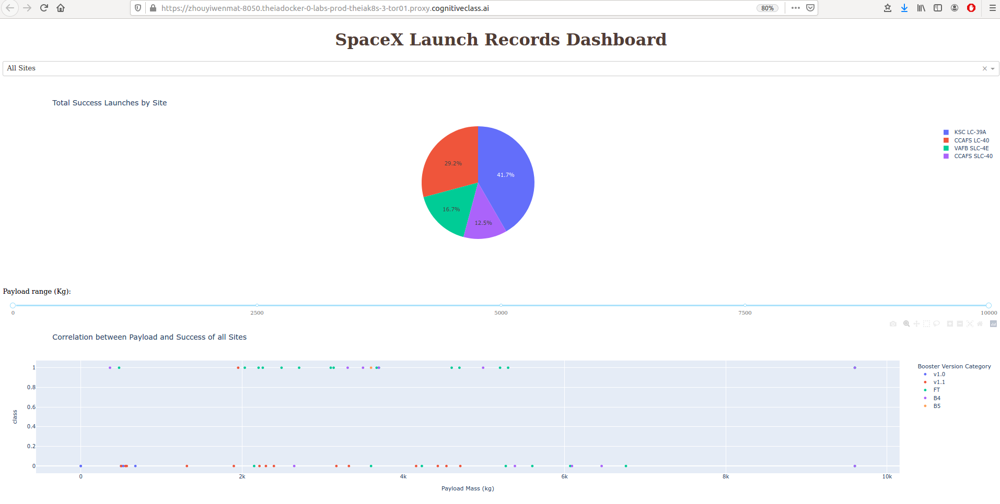 https://zhouyiwenmat-8050.theiadocker-0-labs-prod-theiak8s-3-tor01.proxy.cognitiveclass.ai
80%
SpaceX Launch Records Dashboard
All Sites
Total Success Launches by Site
KSC LC-39A
CCAFS LC-40
VAFB SLC-4E
CCAFS SLC-40
29.2%
41.7%
16.7%
12.5%
Payload range (Kg):
0 2500 5000 7500 10000
Correlation between Payload and Success of all Sites
Booster Version Category
v1.0
v1.1
FT
B4
B5
1
0.8
0.6
0.4
0.2
0
class
0 2k 4k 6k 8k 10k
Payload Mass (kg)